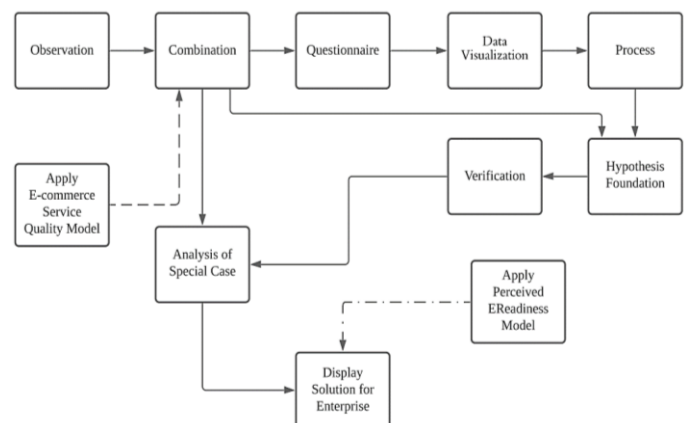 Observation
Combination
Questionnaire
Data
Visualization
Process
Apply
E-commerce
Service
Quality Model
Verification
Hypothesis
Foundation
Analysis of
Special Case
Apply
Perceived
EReadiness
Model
Display
Solution for
Enterprise